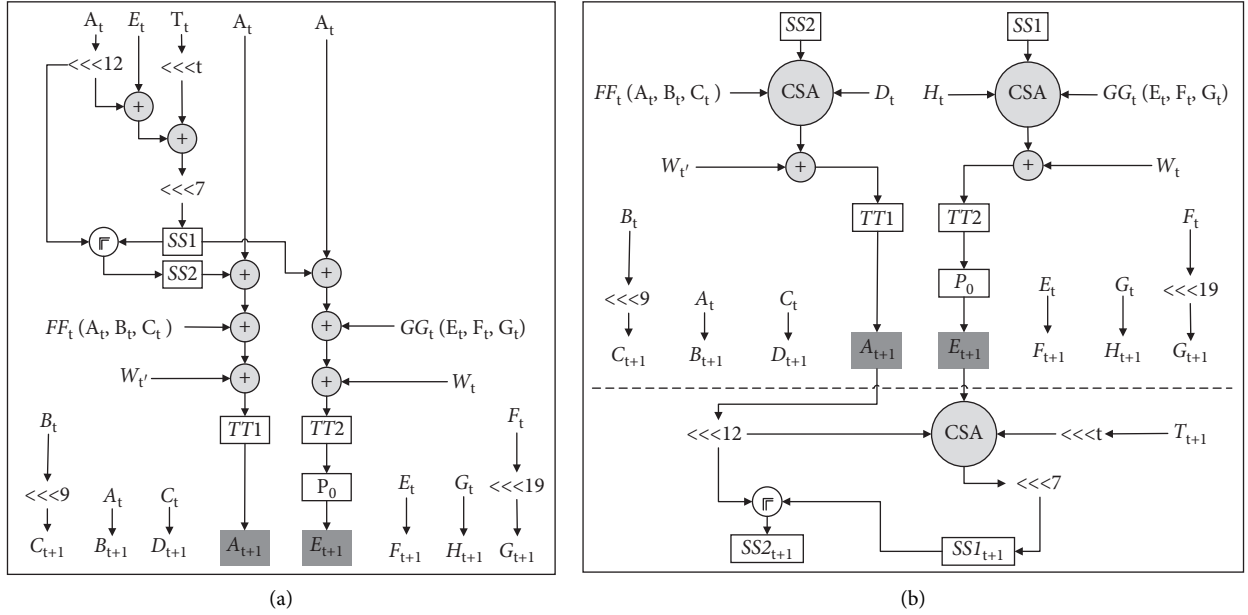 A_t E_t T_t A_t A_t
<<<12 <<<t
+
+
<<<7
SS1
SS2 + +
FF_t (A_t, B_t, C_t) + + GG_t (E_t, F_t, G_t)
W_t' + + W_t
B_t TT1 TT2 F_t
<<<9 A_t C_t P_0 E_t G_t <<<19
C_t+1 B_t+1 D_t+1 A_t+1 E_t+1 F_t+1 H_t+1 G_t+1
(a)
SS2 SS1
FF_t (A_t, B_t, C_t) CSA D_t H_t CSA GG_t (E_t, F_t, G_t)
W_t' + + W_t
B_t TT1 TT2 F_t
<<<9 A_t C_t P_0 E_t G_t <<<19
C_t+1 B_t+1 D_t+1 A_t+1 E_t+1 F_t+1 H_t+1 G_t+1
<<<12 CSA <<<t T_t+1
<<<7
SS2_t+1 SS1_t+1
(b)